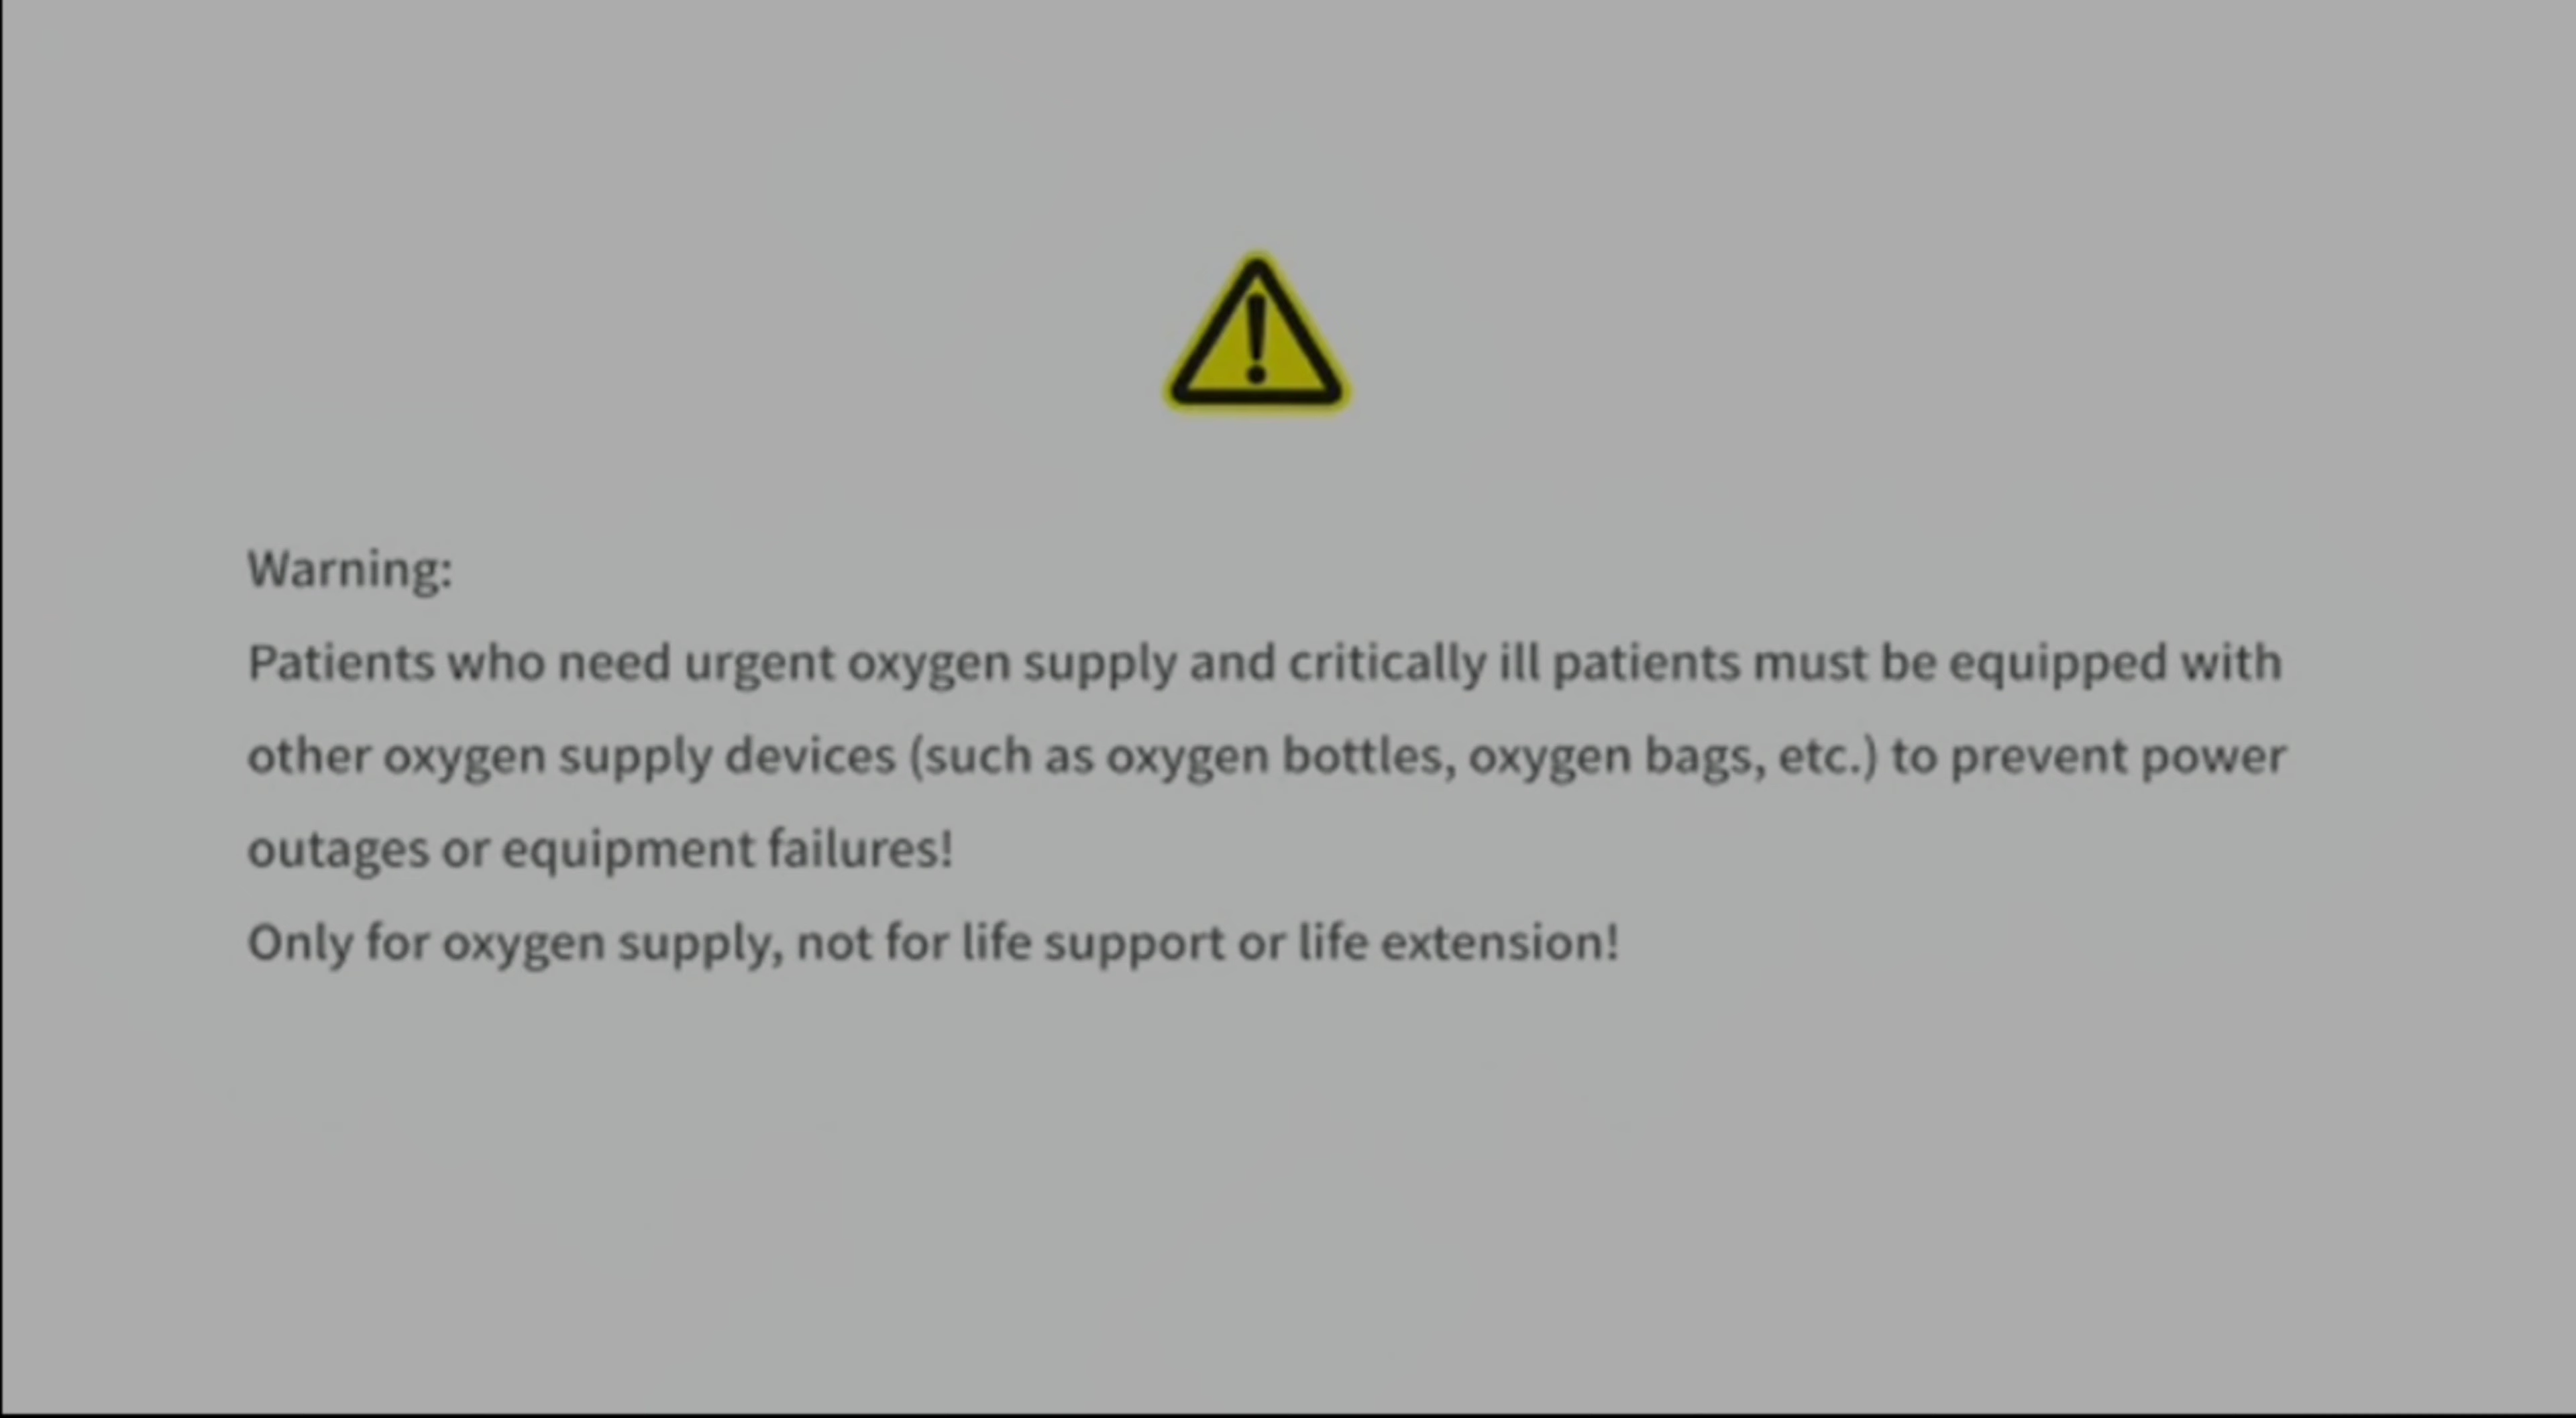 Warning:
Patients who need urgent oxygen supply and critically ill patients must be equipped with
other oxygen supply devices (such as oxygen bottles, oxygen bags, etc.) to prevent power
outages or equipment failures!
Only for oxygen supply, not for life support or life extension!